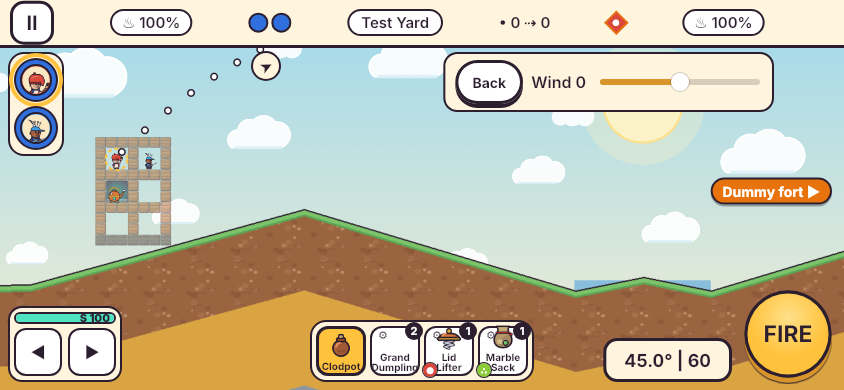 100%
Test Yard
• 0 ⇢ 0
100%
Back
Wind 0
Dummy fort ▶
$ 100
2
1
1
Clodpot
Grand Dumpling
Lid Lifter
Marble Sack
45.0° | 60
FIRE